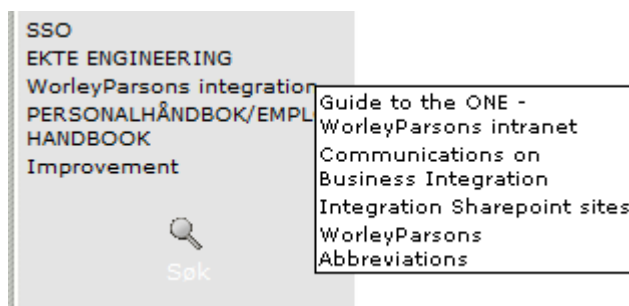 SSO
EKTE ENGINEERING
WorleyParsons integration
PERSONALHÅNDBOK/EMPL
HANDBOOK
Improvement
Søk
Guide to the ONE -
WorleyParsons intranet
Communications on
Business Integration
Integration Sharepoint sites
WorleyParsons
Abbreviations